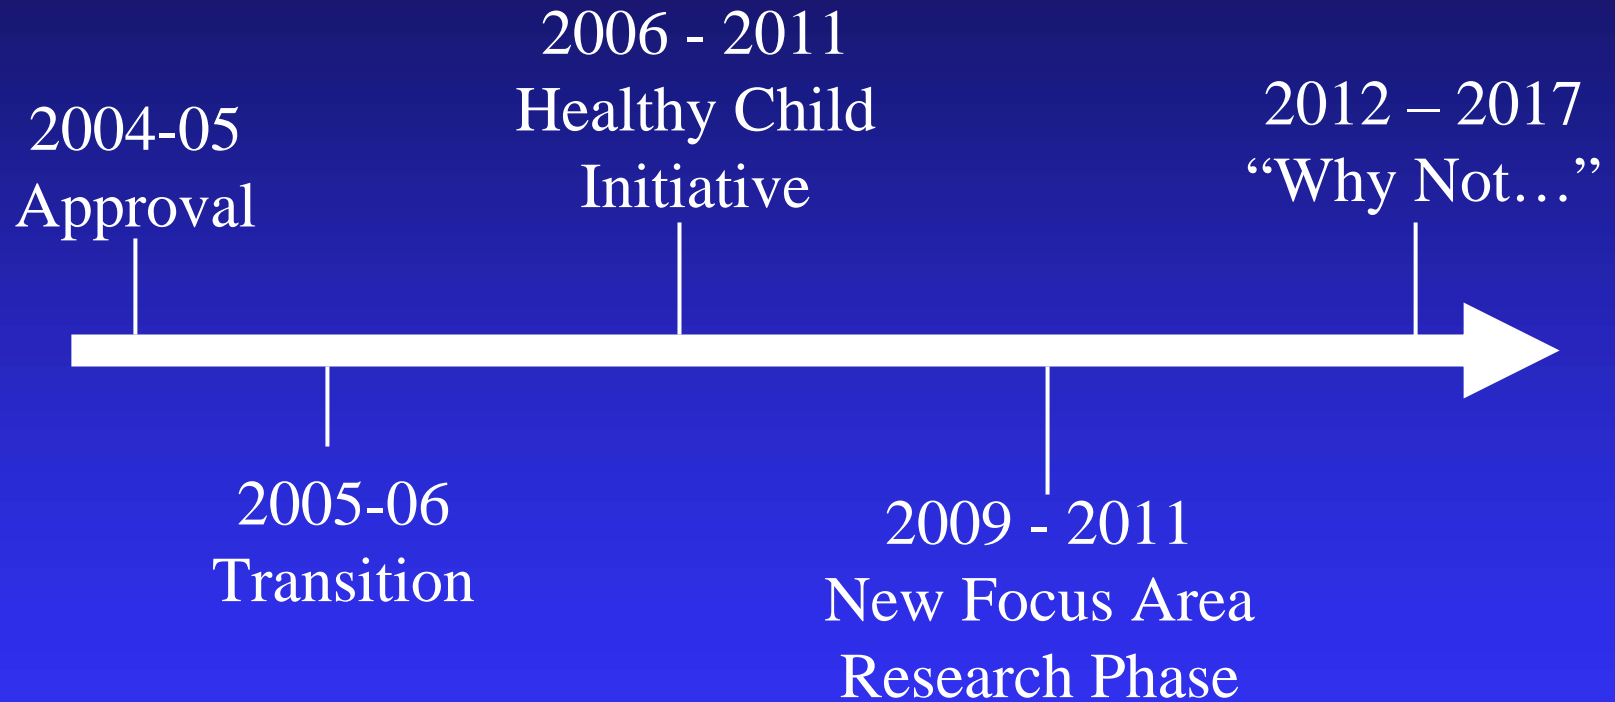 2004-05
Approval
2005-06
Transition
2006 - 2011
Healthy Child
Initiative
2009 - 2011
New Focus Area
Research Phase
2012 – 2017
“Why Not…”